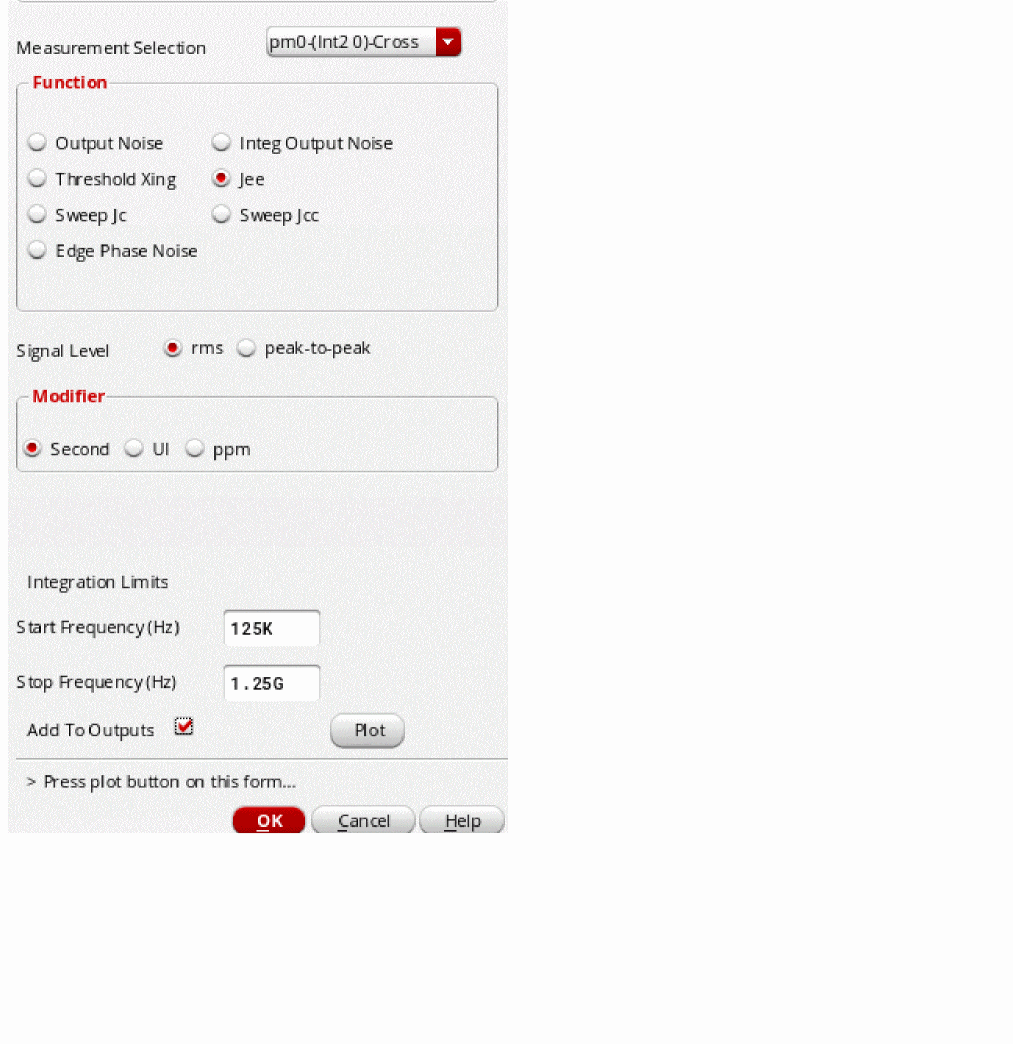 Measurement Selection pm0-(Int2 0)-Cross
Function
Output Noise Integ Output Noise
Threshold Xing Jee
Sweep Jc Sweep Jcc
Edge Phase Noise
Signal Level rms peak-to-peak
Modifier
Second UI ppm
Integration Limits
Start Frequency(Hz) 125K
Stop Frequency(Hz) 1.25G
Add To Outputs Plot
> Press plot button on this form...
OK Cancel Help